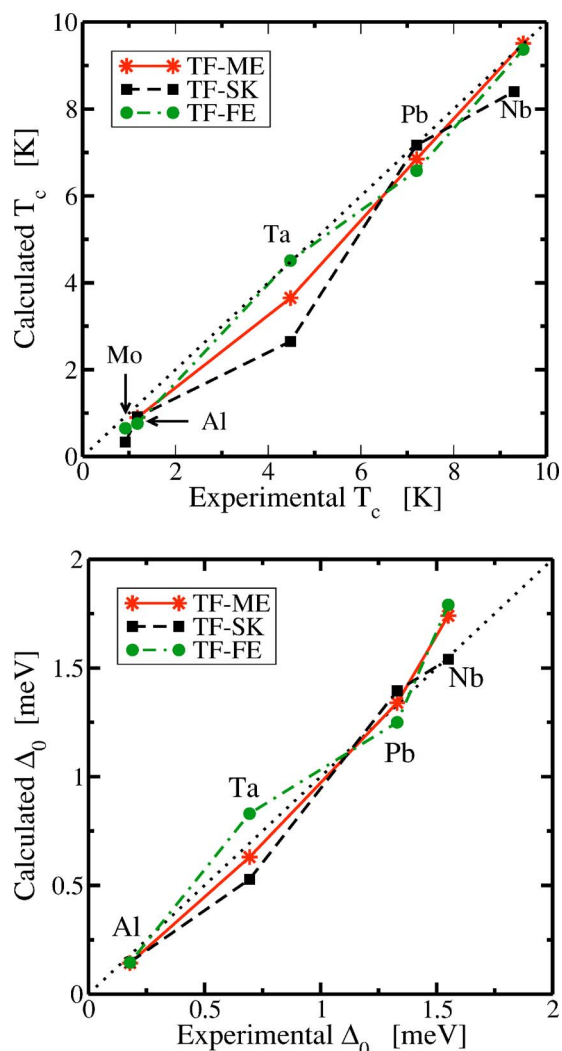 10
8
6
4
2
0
Calculated T_c [K]
TF-ME
TF-SK
TF-FE
Mo
Al
Ta
Pb
Nb
0 2 4 6 8 10
Experimental T_c [K]
2
1.5
1
0.5
0
Calculated Δ_0 [meV]
TF-ME
TF-SK
TF-FE
Al
Ta
Pb
Nb
0 0.5 1 1.5 2
Experimental Δ_0 [meV]